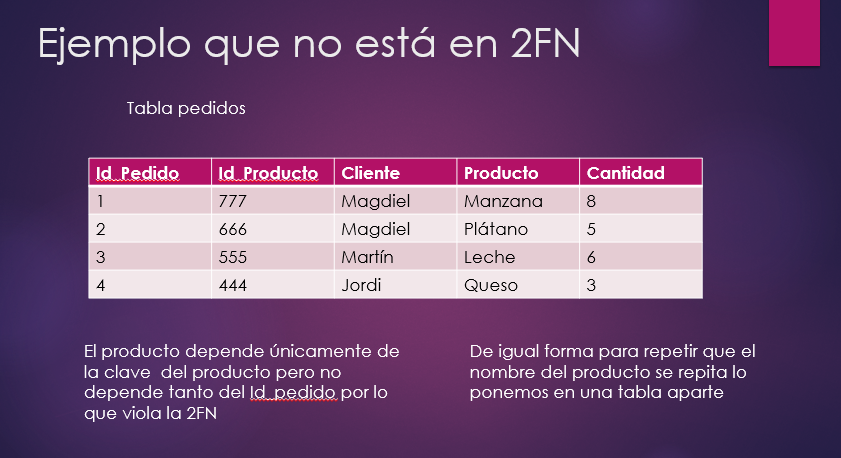 Ejemplo que no está en 2FN
Tabla pedidos
Id_Pedido Id_Producto Cliente Producto Cantidad
1 777 Magdiel Manzana 8
2 666 Magdiel Plátano 5
3 555 Martín Leche 6
4 444 Jordi Queso 3
El producto depende únicamente de
la clave  del producto pero no
depende tanto del Id_pedido por lo
que viola la 2FN
De igual forma para repetir que el
nombre del producto se repita lo
ponemos en una tabla aparte